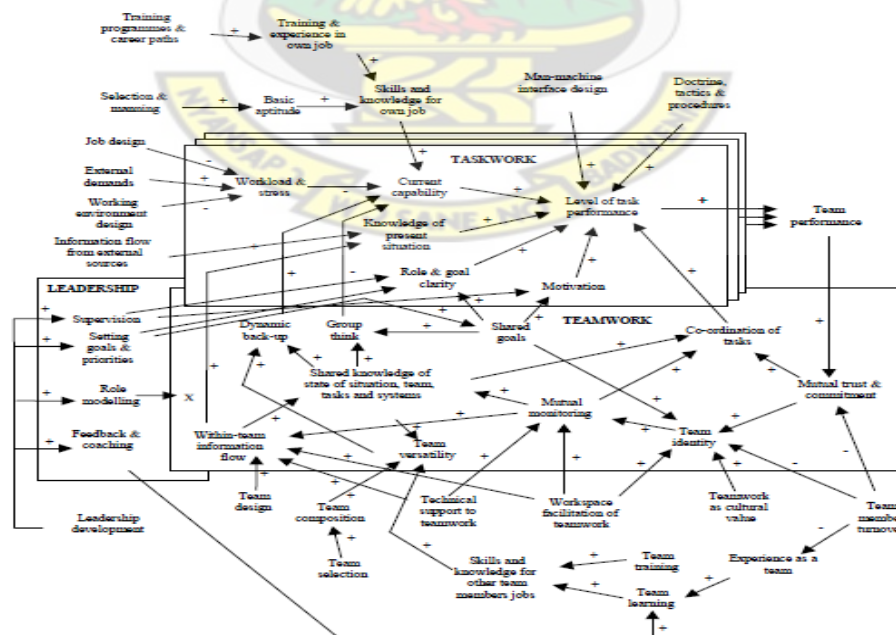 Training
programmes &
career paths
Training &
experience in
own job
Selection &
manning
Basic
aptitude
Skills and
knowledge for
own job
Man-machine
interface design
Doctrine,
tactics &
procedures
Job design
External
demands
Working
environment
design
Information flow
from external
sources
TASKWORK
Workload &
stress
Current
capability
Knowledge of
present
situation
Level of task
performance
Role & goal
clarity
Motivation
Team
performance
LEADERSHIP
Supervision
Setting
goals &
priorities
Role
modelling
X
Feedback &
coaching
Leadership
development
TEAMWORK
Dynamic
back-up
Group
think
Shared
goals
Co-ordination of
tasks
Shared knowledge of
state of situation, team,
tasks and systems
Mutual
monitoring
Mutual trust &
commitment
Within-team
information
flow
Team
versatility
Team
identity
Team
design
Team
composition
Technical
support to
teamwork
Workspace
facilitation of
teamwork
Teamwork
as cultural
value
Team
turnover
Team
selection
Skills and
knowledge for
other team
members jobs
Team
training
Team
learning
Experience as a
team